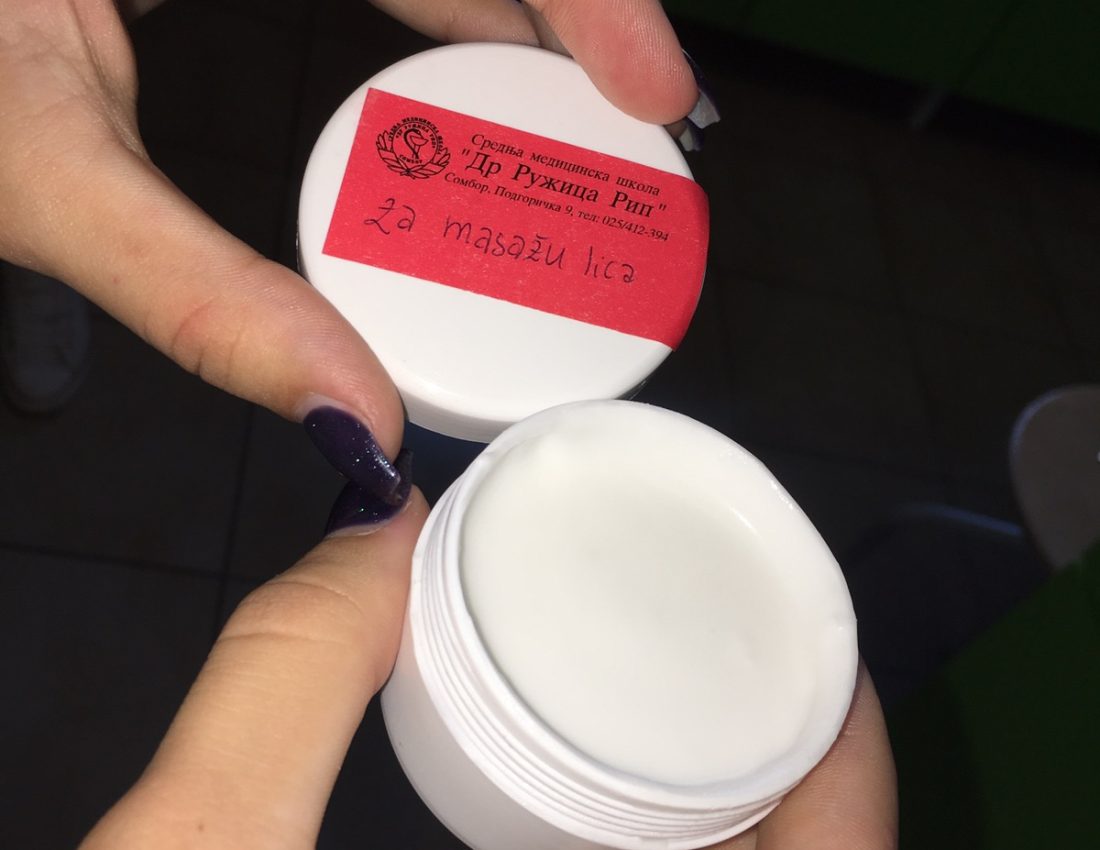 Средња медицинска школа
"Др Ружица Рип"
Сомбор, Подгоричка 9, тел: 025/412-394
za masažu lica